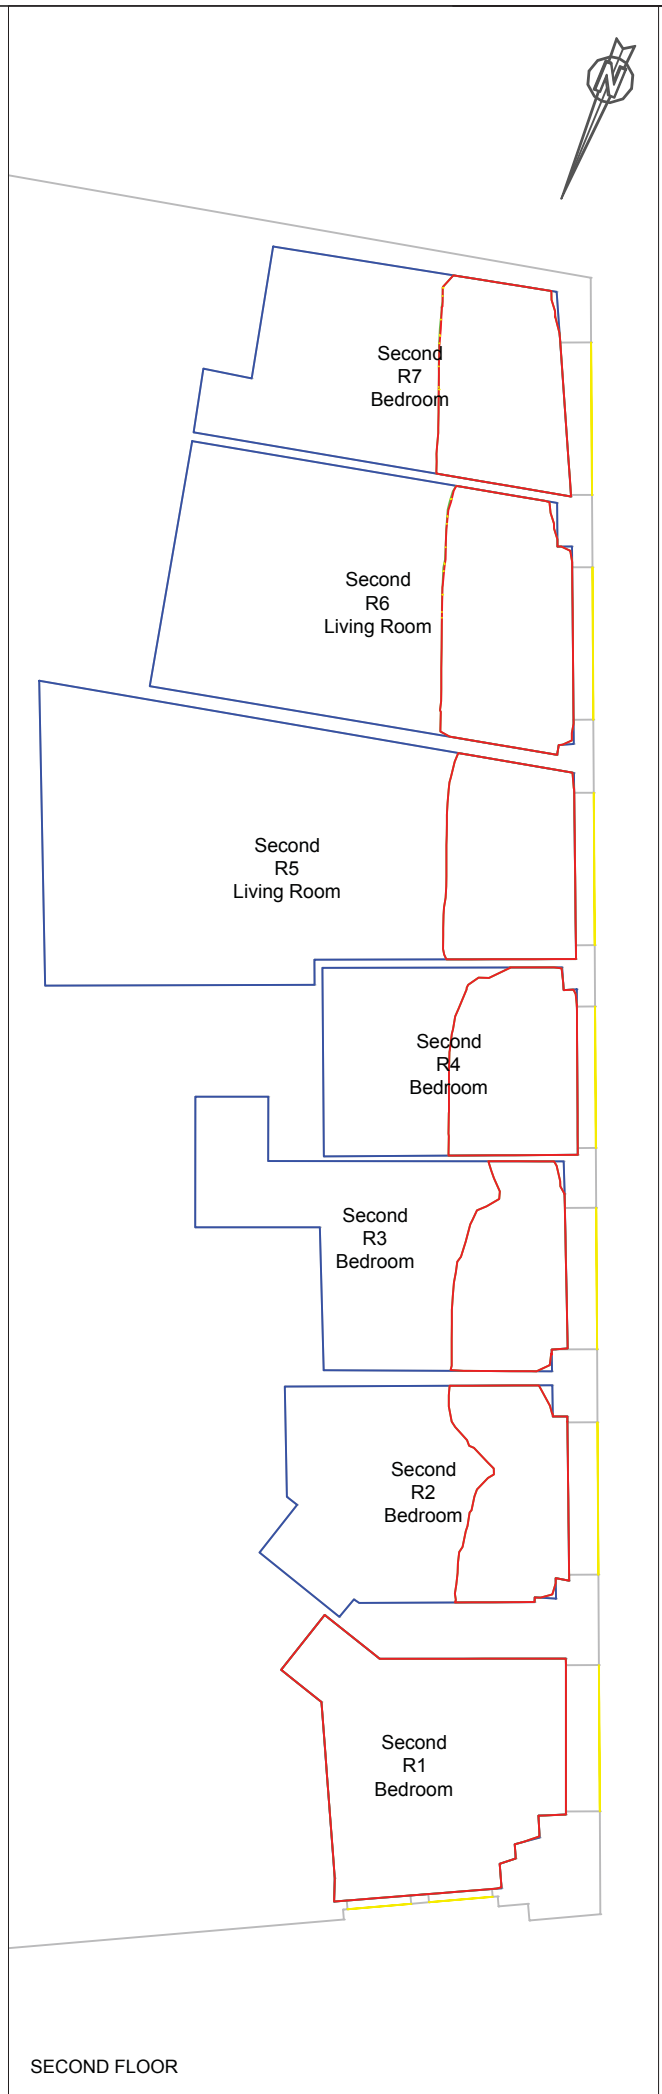 N
Second
R7
Bedroom
Second
R6
Living Room
Second
R5
Living Room
Second
R4
Bedroom
Second
R3
Bedroom
Second
R2
Bedroom
Second
R1
Bedroom
SECOND FLOOR